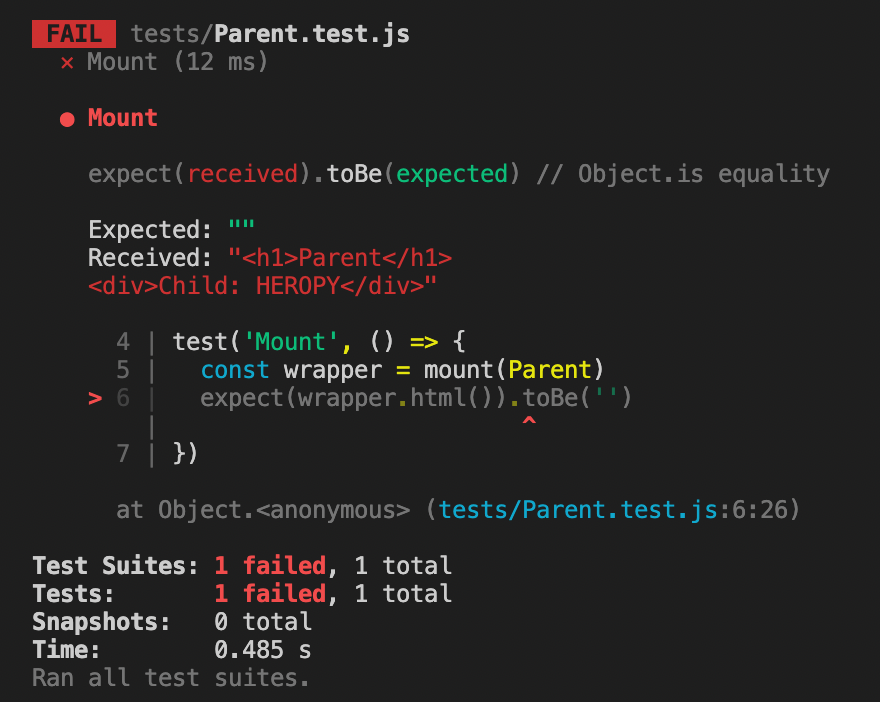 FAIL tests/Parent.test.js
✕ Mount (12 ms)
● Mount
expect(received).toBe(expected) // Object.is equality
Expected: ""
Received: "<h1>Parent</h1>
<div>Child: HEROPY</div>"
4 | test('Mount', () => {
5 |   const wrapper = mount(Parent)
> 6 |   expect(wrapper.html()).toBe('')
|                          ^
7 | })
at Object.<anonymous> (tests/Parent.test.js:6:26)
Test Suites: 1 failed, 1 total
Tests:       1 failed, 1 total
Snapshots:   0 total
Time:        0.485 s
Ran all test suites.